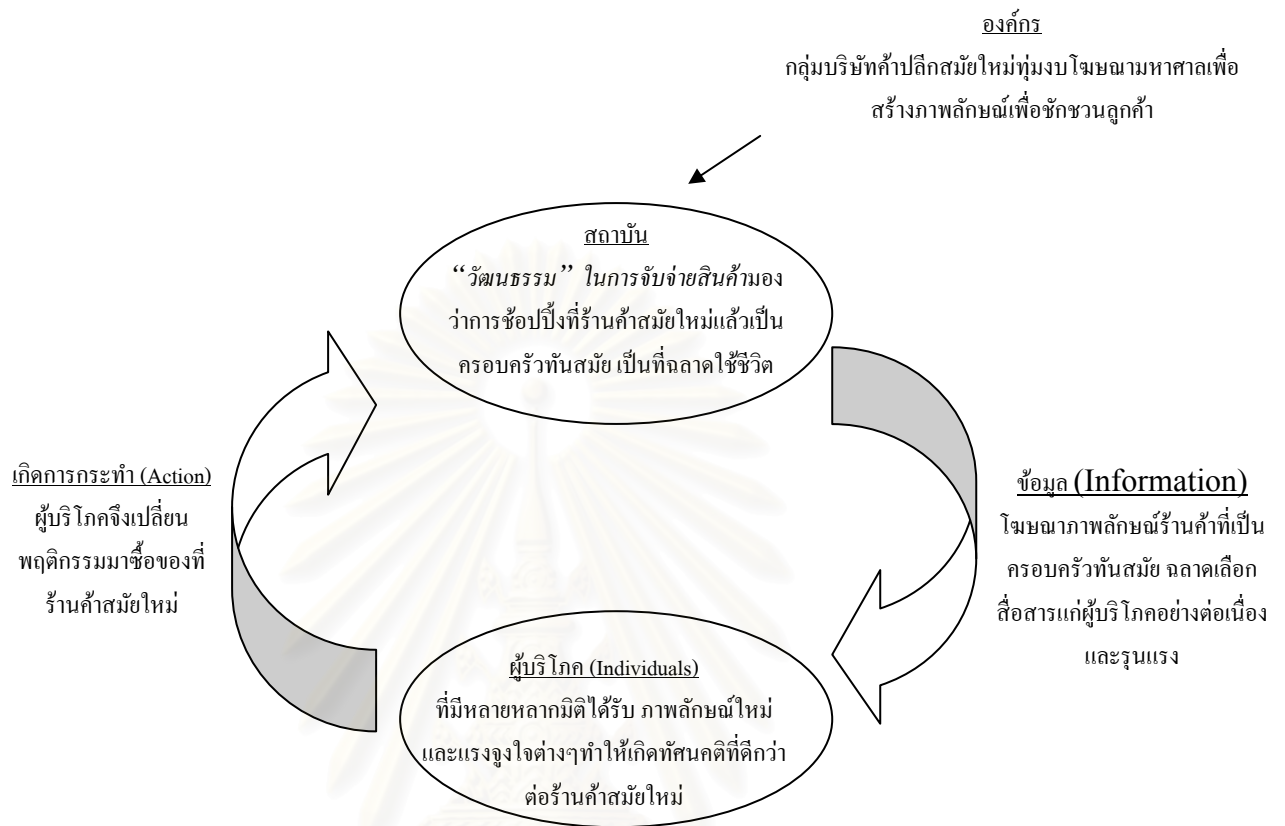 องค์กร
กลุ่มบริษัทค้าปลีกสมัยใหม่ทุ่มงบโฆษณามหาศาลเพื่อ
สร้างภาพลักษณ์เพื่อชักชวนลูกค้า
สถาบัน
“วัฒนธรรม” ในการจับจ่ายสินค้ามอง
ว่าการช้อปปิ้งที่ร้านค้าสมัยใหม่แล้วเป็น
ครอบครัวทันสมัย เป็นที่ฉลาดใช้ชีวิต
เกิดการกระทำ (Action)
ผู้บริโภคจึงเปลี่ยน
พฤติกรรมมาซื้อของที่
ร้านค้าสมัยใหม่
ข้อมูล (Information)
โฆษณาภาพลักษณ์ร้านค้าที่เป็น
ครอบครัวทันสมัย ฉลาดเลือก
สื่อสารแก่ผู้บริโภคอย่างต่อเนื่อง
และรุนแรง
ผู้บริโภค (Individuals)
ที่มีหลายหลากมิติได้รับ ภาพลักษณ์ใหม่
และแรงจูงใจต่างๆทำให้เกิดทัศนคติที่ดีกว่า
ต่อร้านค้าสมัยใหม่